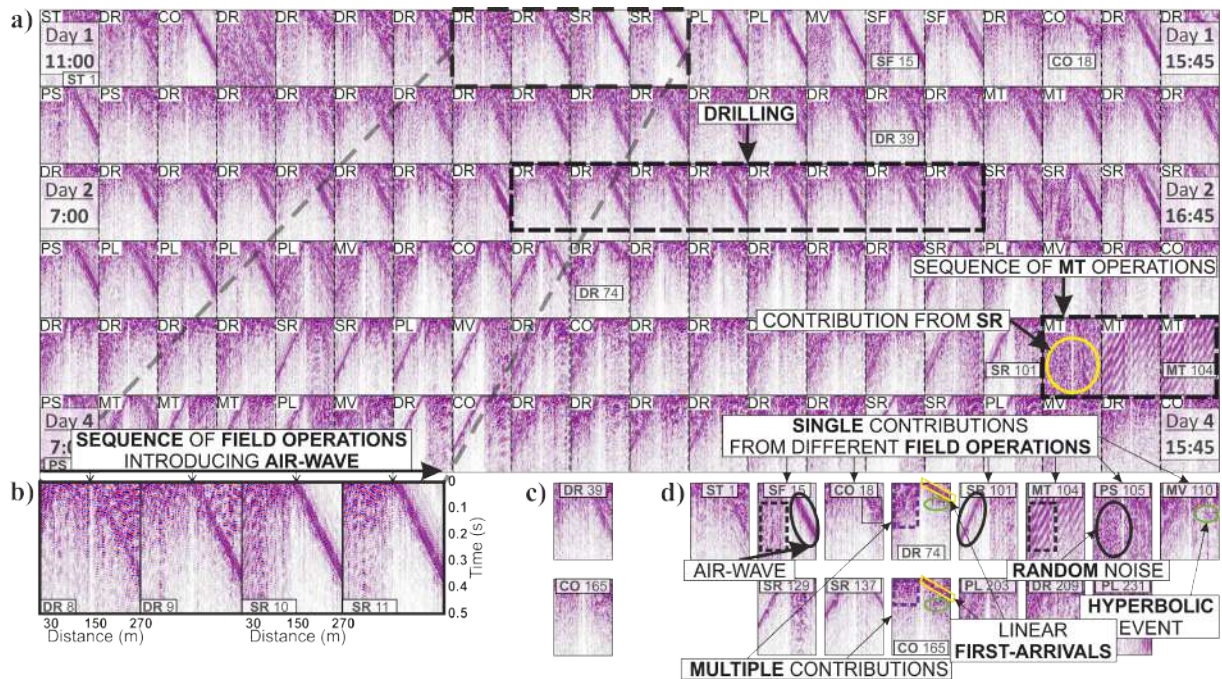 a)
ST DR CO DR DR DR DR DR DR SR SR PL PL MV SF SF DR CO DR DR
Day 1
11:00
ST 1
SF 15
CO 18
Day 1
15:45
PS PS DR DR DR DR DR DR DR DR DR DR DR DR DR DR MT MT DR DR
DRILLING
DR 39
DR DR DR DR DR DR DR DR DR DR DR DR DR DR DR DR SR SR SR SR
Day 2
7:00
Day 2
16:45
PS PL PL PL PL MV DR CO DR DR DR DR DR DR DR SR PL MV DR CO
DR 74
SEQUENCE OF MT OPERATIONS
CONTRIBUTION FROM SR
DR DR DR DR SR SR PL MV DR CO DR DR DR DR DR DR MT MT MT
SR 101
MT 104
PS MT MT MT PL MV DR CO DR DR DR DR DR DR DR SR PL MV DR CO
Day 4
7:0
PS
Day 4
15:45
SEQUENCE OF FIELD OPERATIONS
INTRODUCING AIR-WAVE
SINGLE CONTRIBUTIONS
FROM DIFFERENT FIELD OPERATIONS
b)
DR 8
DR 9
SR 10
SR 11
0
0.1
0.2
0.3
0.4
0.5
Time (s)
30 150 270
30 150 270
Distance (m)
Distance (m)
c)
DR 39
CO 165
d)
ST 1
SF 15
CO 18
DR 74
SR 101
MT 104
PS 105
MV 110
AIR-WAVE
RANDOM NOISE
SR 129
SR 137
CO 165
PL 203
DR 209
PL 231
HYPERBOLIC
EVENT
LINEAR
FIRST-ARRIVALS
MULTIPLE CONTRIBUTIONS